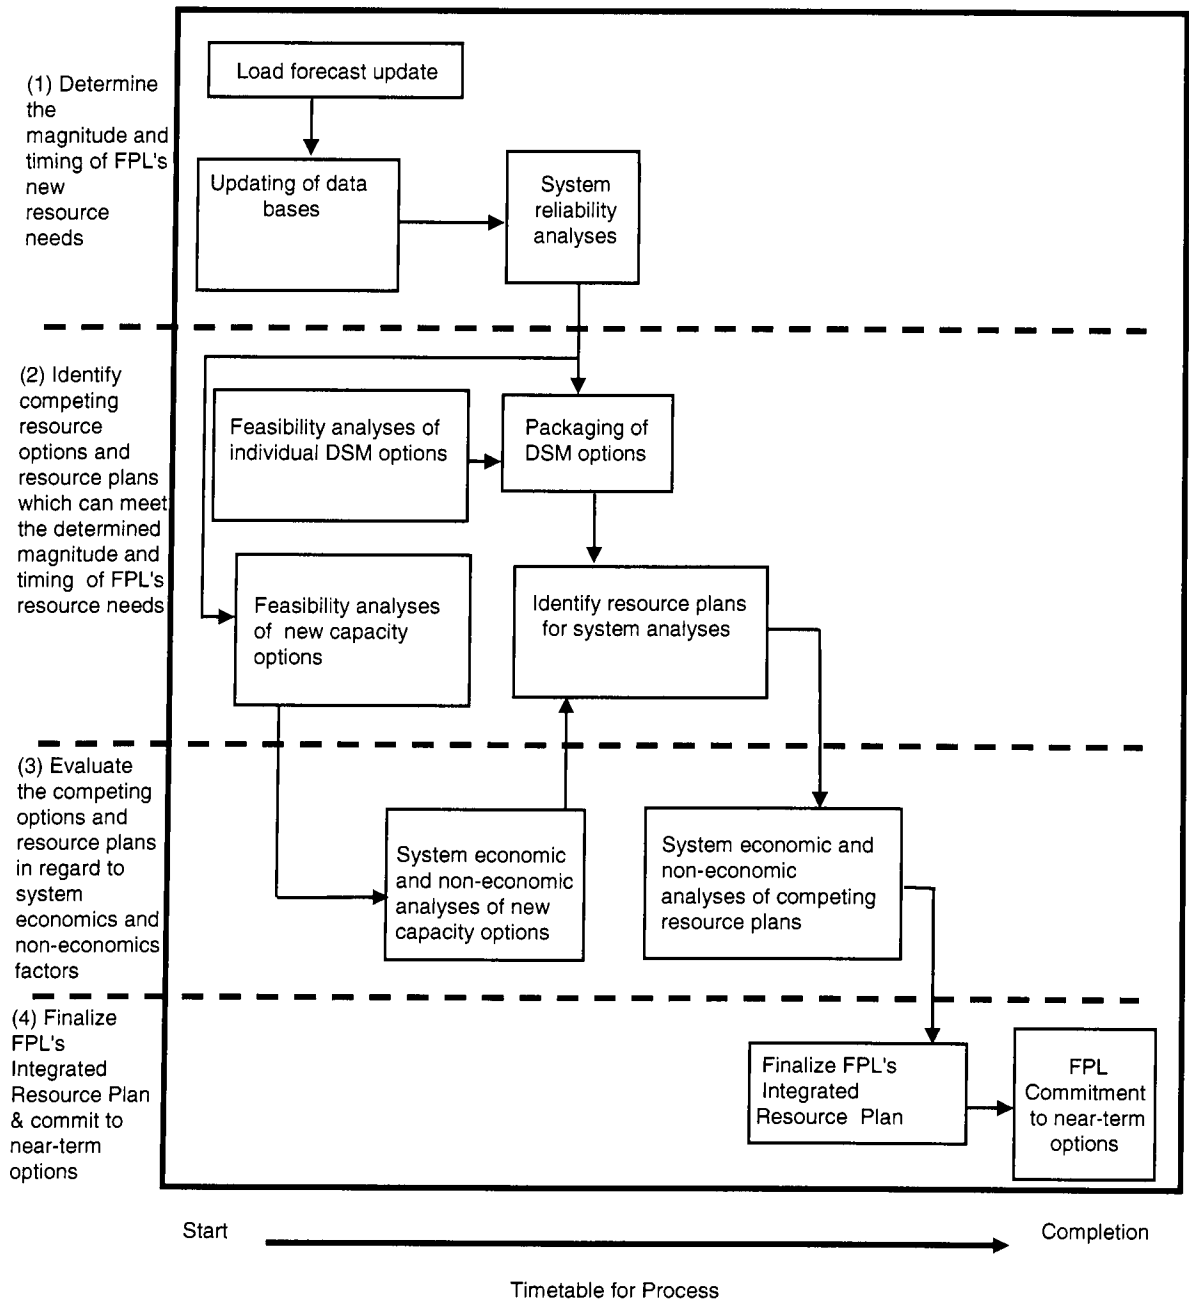 Load forecast update
(1) Determine
the
magnitude and
timing of FPL's
new
resource
needs
Updating of data
bases
System
reliability
analyses
(2) Identify
competing
resource
options and
resource plans
which can meet
the determined
magnitude and
timing of FPL's
resource needs
Feasibility analyses of
individual DSM options
Packaging of
DSM options
Feasibility analyses
of new capacity
options
Identify resource plans
for system analyses
(3) Evaluate
the competing
options and
resource plans
in regard to
system
economics and
non-economics
factors
System economic
and non-economic
analyses of new
capacity options
System economic and
non-economic
analyses of competing
resource plans
(4) Finalize
FPL's
Integrated
Resource Plan
& commit to
near-term
options
Finalize FPL's
Integrated
Resource Plan
FPL
Commitment
to near-term
options
Start
Completion
Timetable for Process